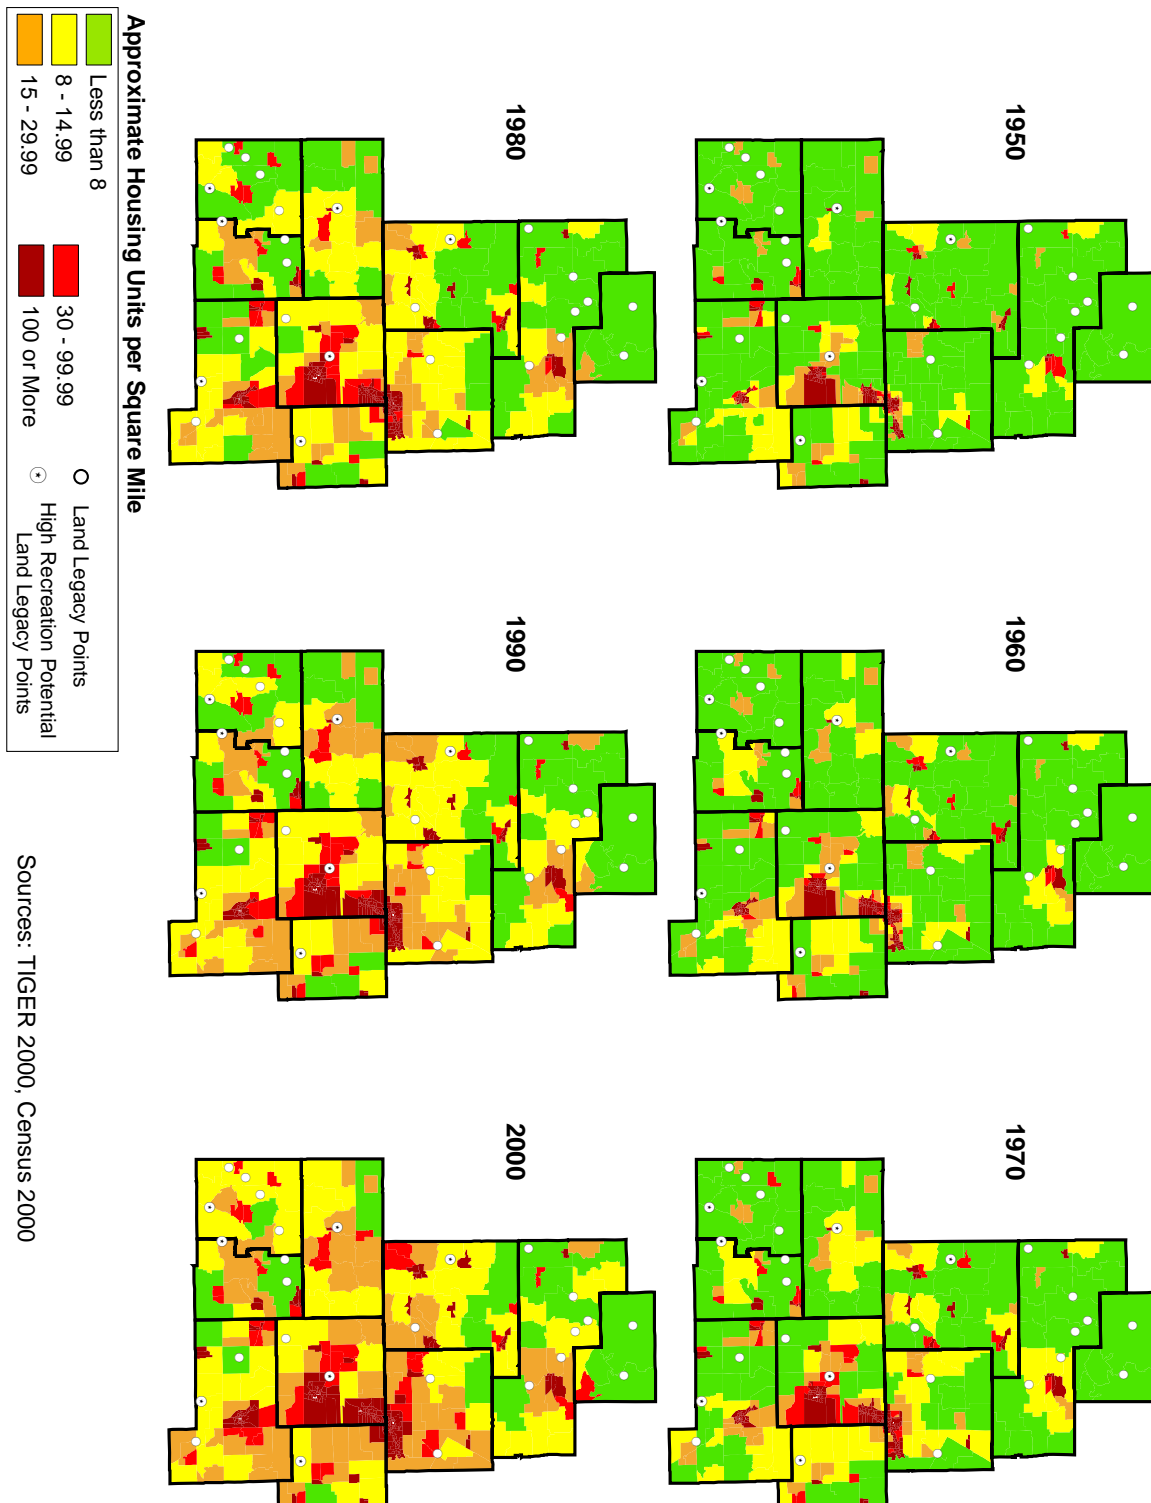 1950
1960
1970
1980
1990
2000
Approximate Housing Units per Square Mile
Less than 8
8 - 14.99
15 - 29.99
30 - 99.99
100 or More
Land Legacy Points
High Recreation Potential
Land Legacy Points
Sources: TIGER 2000, Census 2000